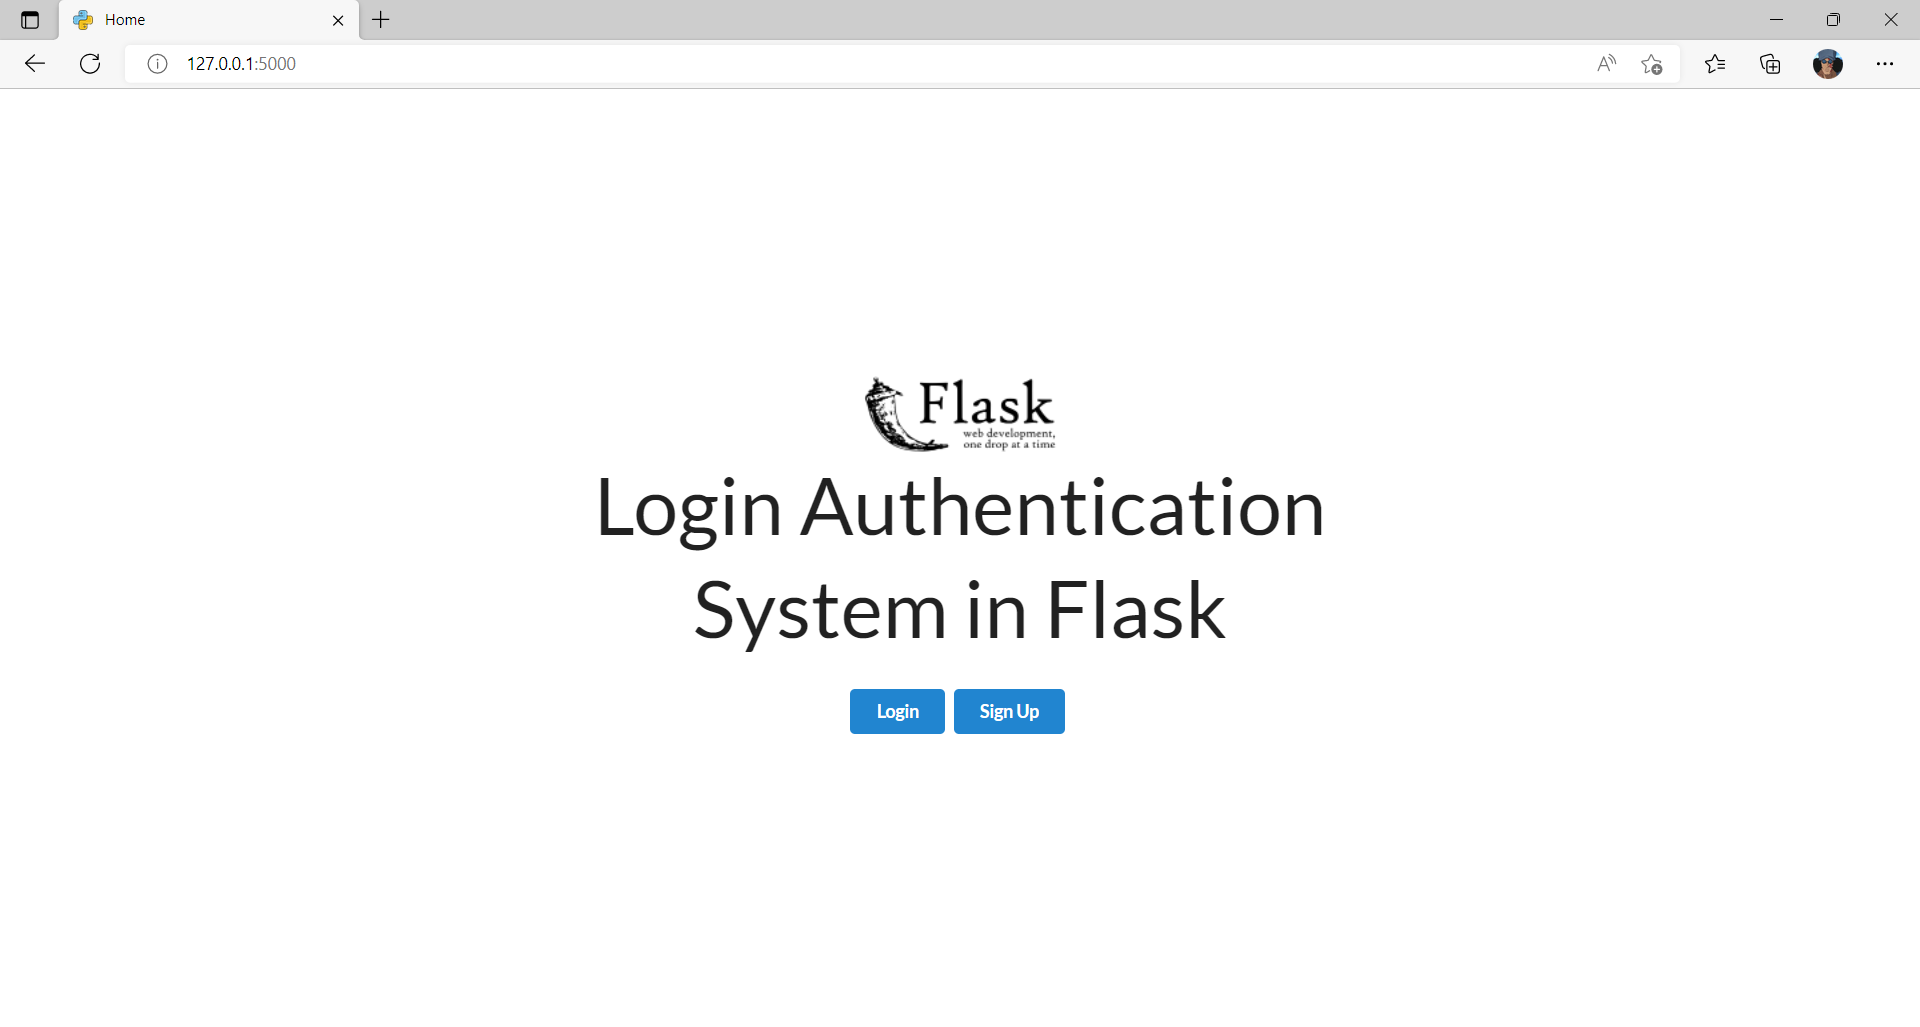 Home
127.0.0.1:5000
Flask
web development,
one drop at a time
Login Authentication
System in Flask
Login
Sign Up